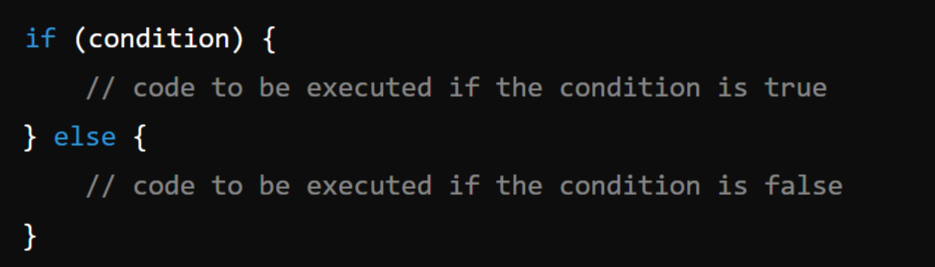 if (condition) {
    // code to be executed if the condition is true
} else {
    // code to be executed if the condition is false
}